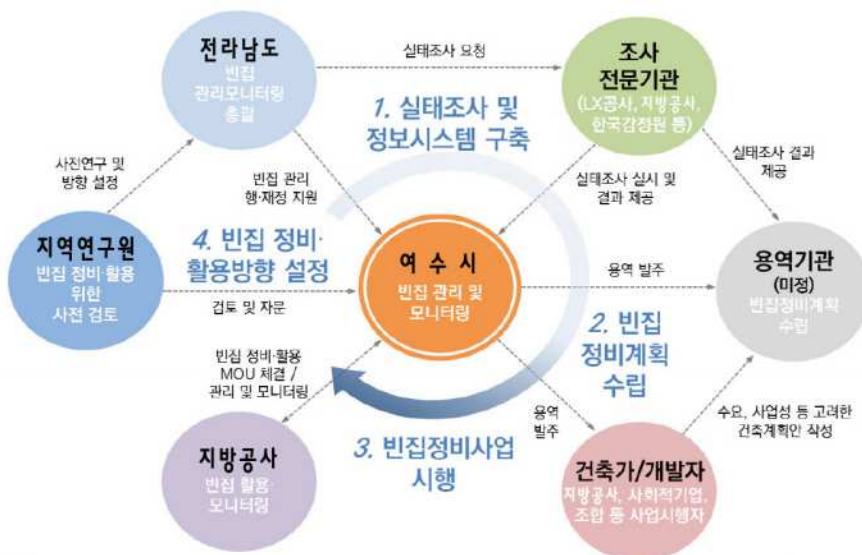 전라남도
빈집
관리모니터링
총괄
실태조사 요청
조사
전문기관
(LX공사, 지방공사,
한국감정원 등)
1. 실태조사 및
정보시스템 구축
사전연구 및
방향 설정
빈집 관리
행·재정 지원
실태조사 실시 및
결과 제공
실태조사 결과
제공
지역연구원
빈집 정비·활용
위한
사전 검토
4. 빈집 정비·
활용방향 설정
검토 및 자문
여 수 시
빈집 관리 및
모니터링
용역 발주
용역기관
(미정)
빈집정비계획
수립
2. 빈집
정비계획
수립
빈집 정비·활용
MOU 체결 /
관리 및 모니터링
지방공사
빈집 활용·
모니터링
3. 빈집정비사업
시행
용역
발주
수요, 사업성 등 고려한
건축계획안 작성
건축가/개발자
지방공사, 사회적기업,
조합 등 사업시행자